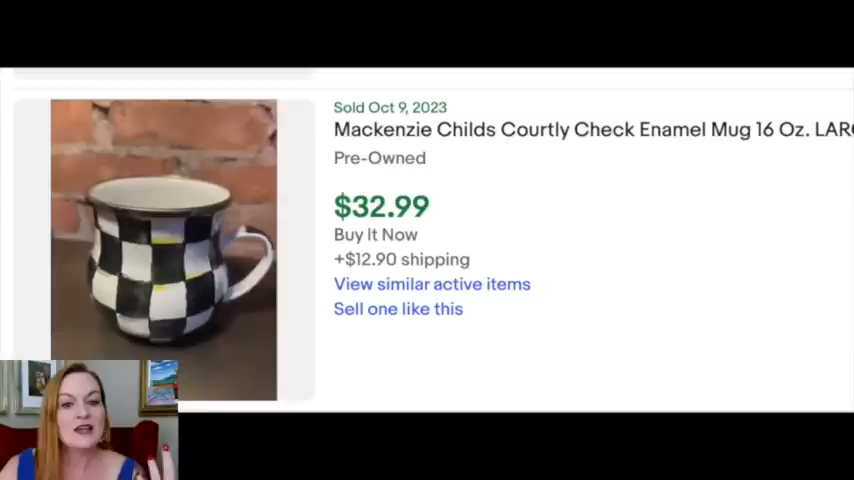 Sold Oct 9, 2023
Mackenzie Childs Courtly Check Enamel Mug 16 Oz. LARG
Pre-Owned
$32.99
Buy It Now
+$12.90 shipping
View similar active items
Sell one like this